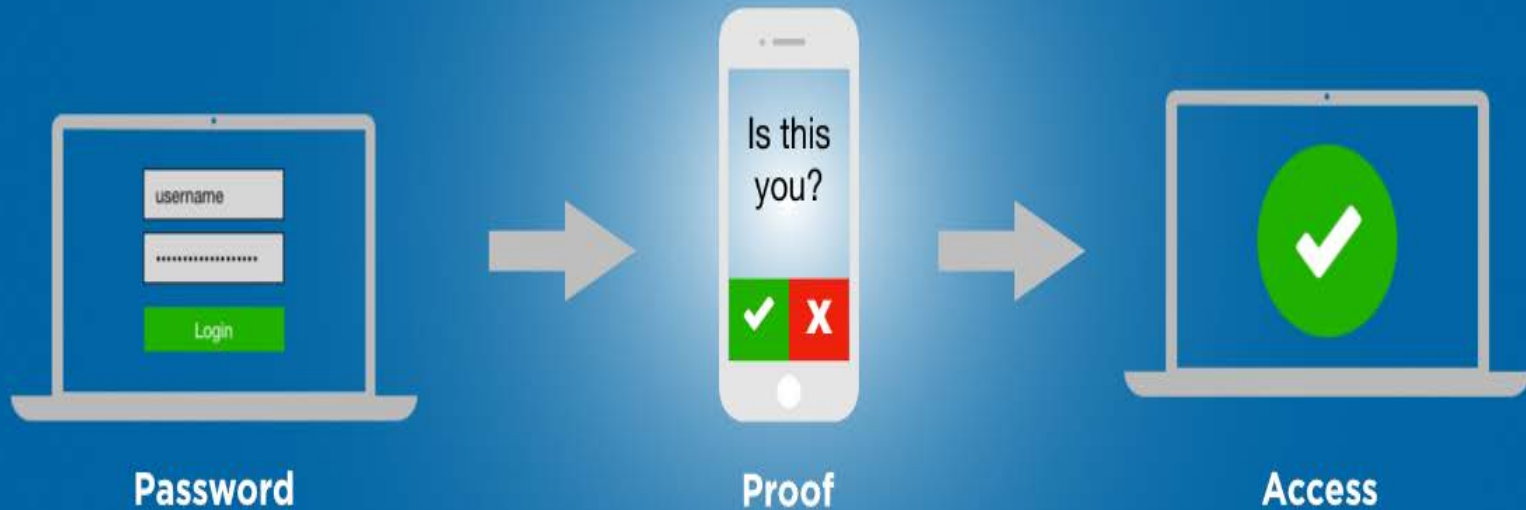 username
Login
Password
Is this
you?
Proof
Access